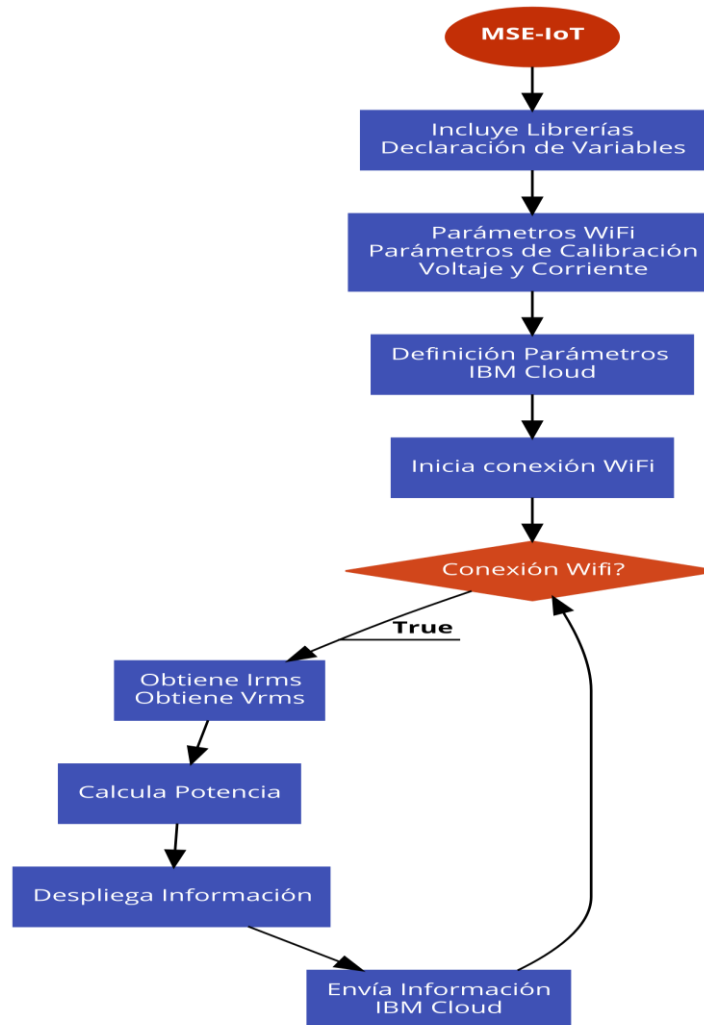 MSE-IoT
Incluye Librerías
Declaración de Variables
Parámetros WiFi
Parámetros de Calibración
Voltaje y Corriente
Definición Parámetros
IBM Cloud
Inicia conexión WiFi
Conexión Wifi?
True
Obtiene Irms
Obtiene Vrms
Calcula Potencia
Despliega Información
Envía Información
IBM Cloud